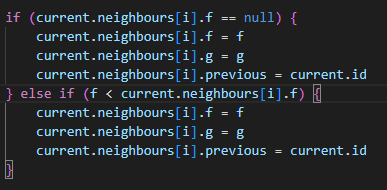 if (current.neighbours[i].f == null) {
    current.neighbours[i].f = f
    current.neighbours[i].g = g
    current.neighbours[i].previous = current.id
} else if (f < current.neighbours[i].f) {
    current.neighbours[i].f = f
    current.neighbours[i].g = g
    current.neighbours[i].previous = current.id
}